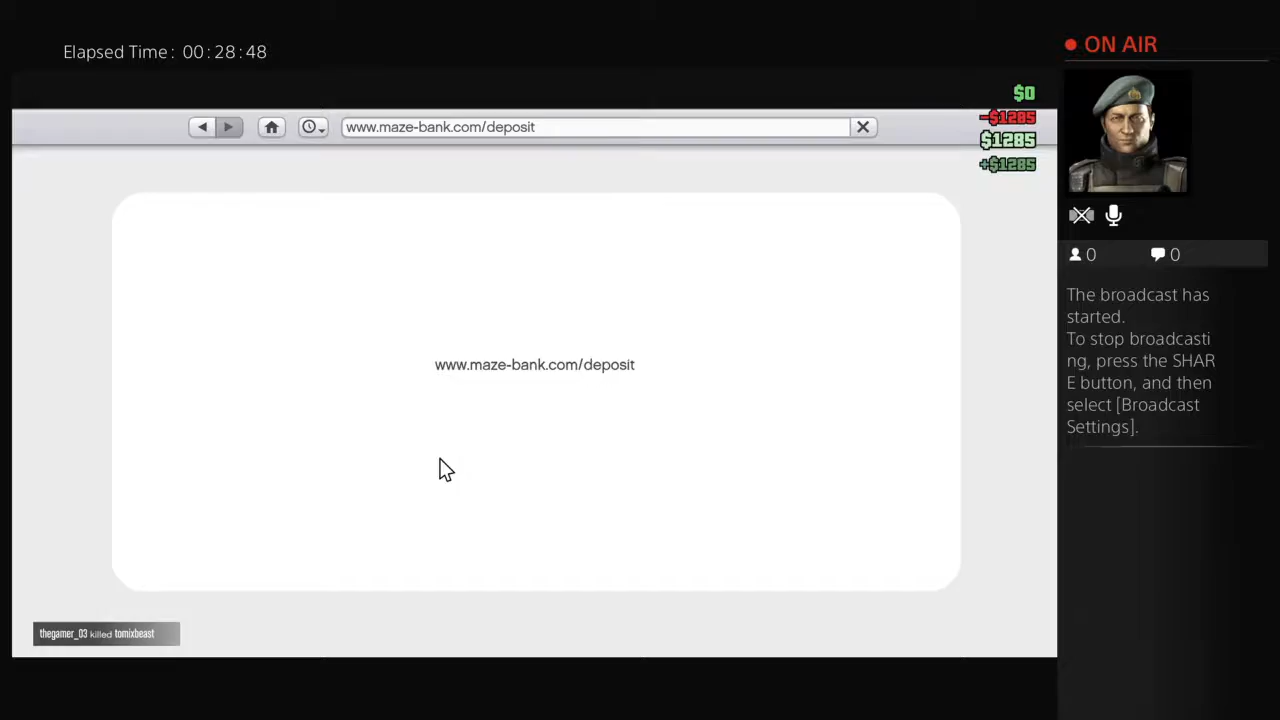 Elapsed Time: 00:28:48
ON AIR
www.maze-bank.com/deposit
$0
-$1285
$1285
+$1285
0
0
The broadcast has
started.
To stop broadcasti
ng, press the SHAR
E button, and then
select [Broadcast
Settings].
www.maze-bank.com/deposit
thegamer_03 killed tomixbeast